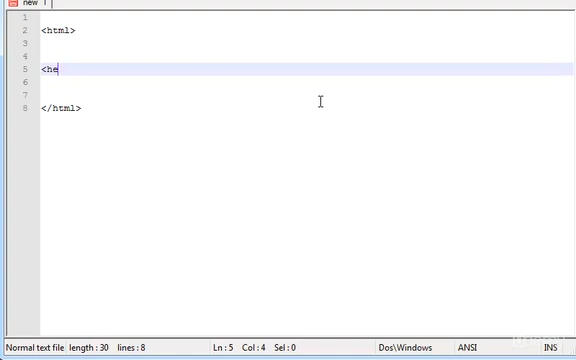 new 1
1
2 <html>
3
4
5 <he
6
7
8 </html>
Normal text file length : 30 lines : 8 Ln : 5 Col : 4 Sel : 0 Dos\Windows ANSI INS